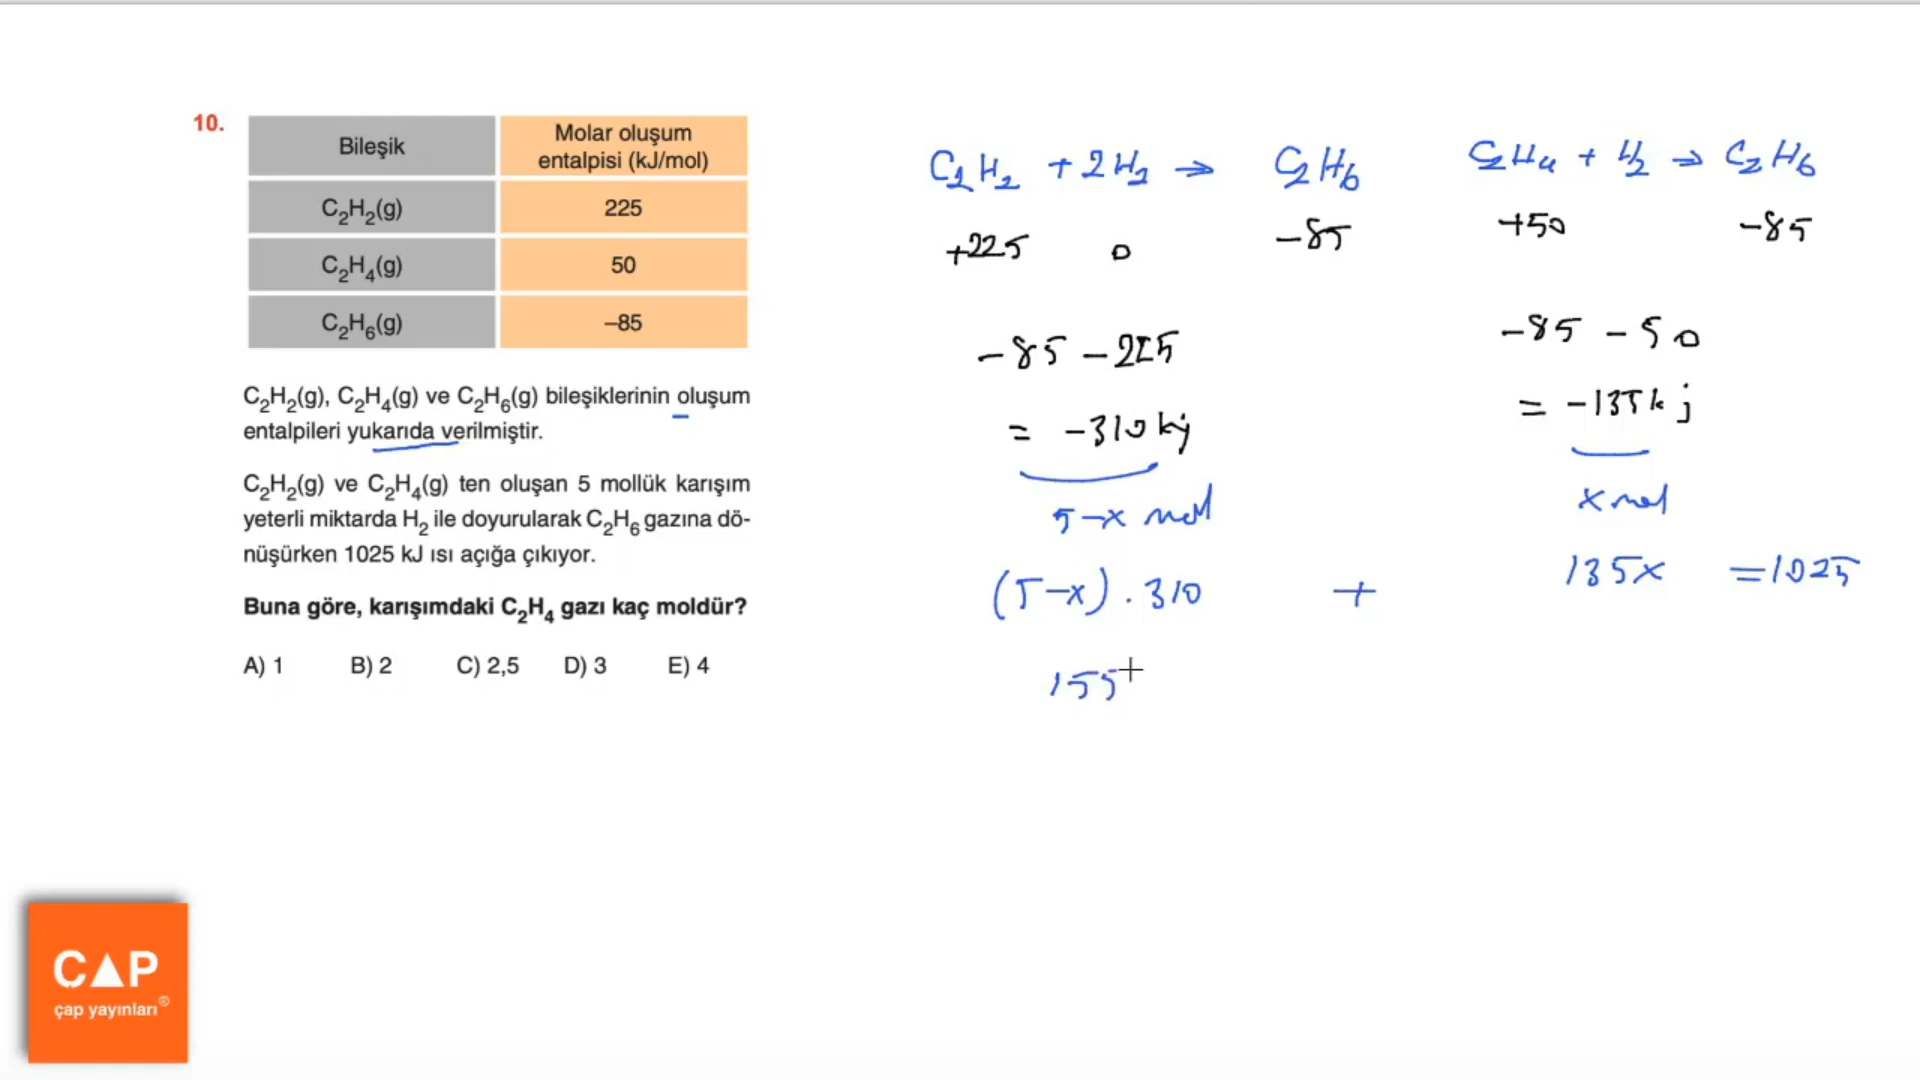 10.
Bileşik
Molar oluşum
entalpisi (kJ/mol)
C₂H₂(g) 225
C₂H₄(g) 50
C₂H₆(g) –85
C₂H₂(g), C₂H₄(g) ve C₂H₆(g) bileşiklerinin oluşum
entalpileri yukarıda verilmiştir.
C₂H₂(g) ve C₂H₄(g) ten oluşan 5 mollük karışım
yeterli miktarda H₂ ile doyurularak C₂H₆ gazına dö-
nüşürken 1025 kJ ısı açığa çıkıyor.
Buna göre, karışımdaki C₂H₄ gazı kaç moldür?
A) 1 B) 2 C) 2,5 D) 3 E) 4
C₂H₂ + 2H₂ → C₂H₆
+225 0 -85
-85 - 225
= -310 kj
5-x mol
(5-x) . 310 + 135x = 1025
155
C₂H₄ + H₂ → C₂H₆
+50 -85
-85 - 50
= -135 kj
x mol
ÇAP
çap yayınları®